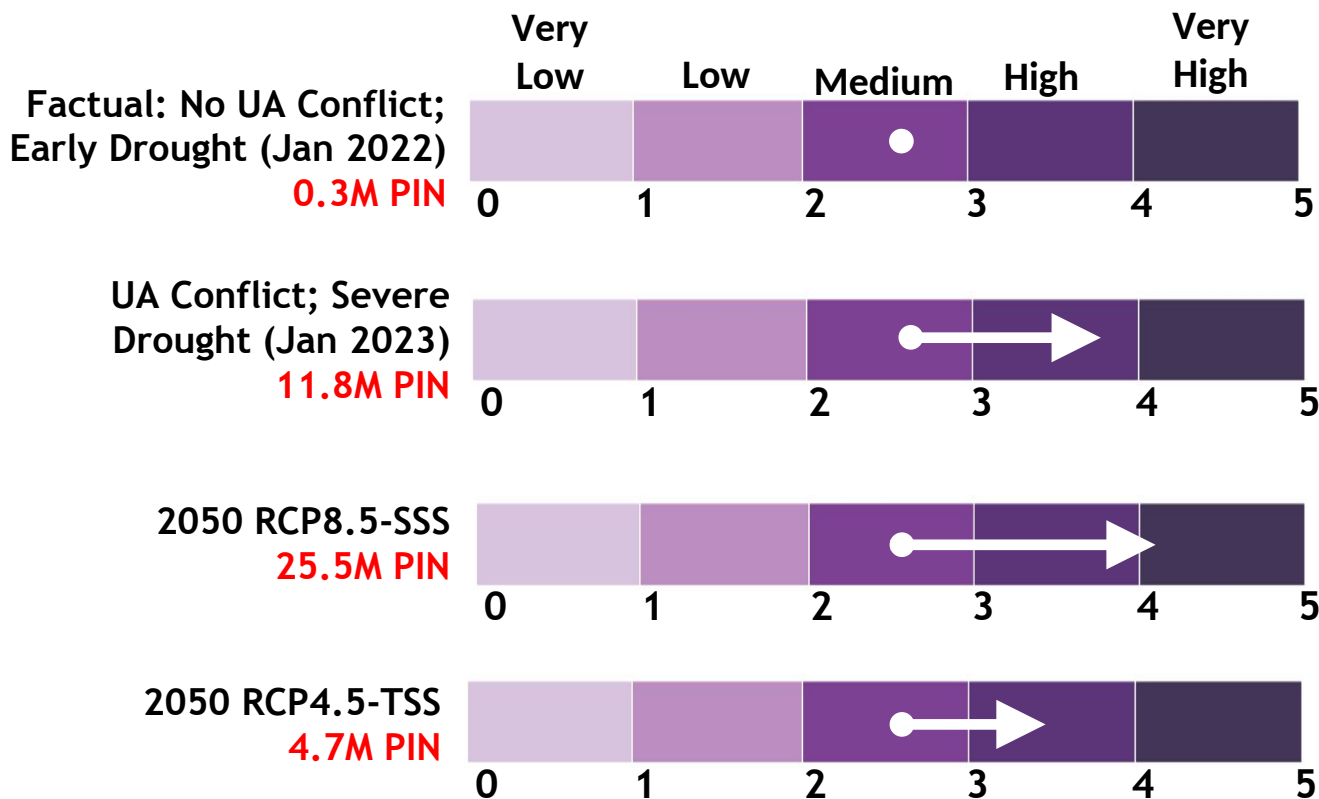 Very
Low
Low
Medium
High
Very
High
Factual: No UA Conflict;
Early Drought (Jan 2022)
0.3M PIN
0 1 2 3 4 5
UA Conflict; Severe
Drought (Jan 2023)
11.8M PIN
0 1 2 3 4 5
2050 RCP8.5-SSS
25.5M PIN
0 1 2 3 4 5
2050 RCP4.5-TSS
4.7M PIN
0 1 2 3 4 5